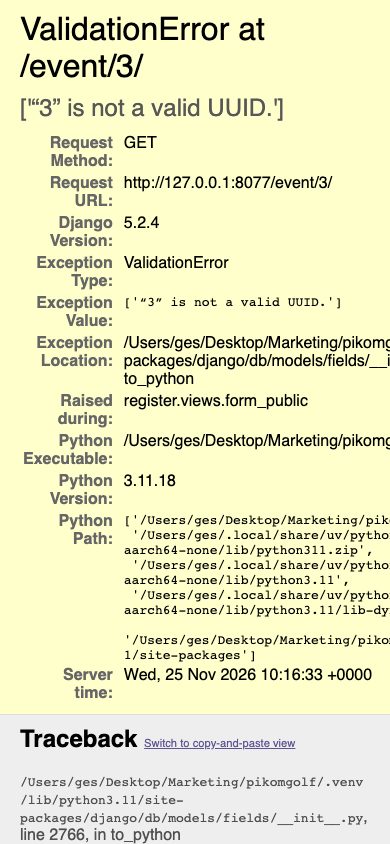 ValidationError at
/event/3/
['“3” is not a valid UUID.']
Request GET
Method:
Request http://127.0.0.1:8077/event/3/
URL:
Django 5.2.4
Version:
Exception ValidationError
Type:
Exception ['“3” is not a valid UUID.']
Value:
Exception /Users/ges/Desktop/Marketing/pikomg
Location: packages/django/db/models/fields/__i
to_python
Raised register.views.form_public
during:
Python /Users/ges/Desktop/Marketing/pikomg
Executable:
Python 3.11.18
Version:
Python ['/Users/ges/Desktop/Marketing/pik
Path: '/Users/ges/.local/share/uv/pytho
aarch64-none/lib/python311.zip',
'/Users/ges/.local/share/uv/pytho
aarch64-none/lib/python3.11',
'/Users/ges/.local/share/uv/pytho
aarch64-none/lib/python3.11/lib-dy
'/Users/ges/Desktop/Marketing/piko
1/site-packages']
Server Wed, 25 Nov 2026 10:16:33 +0000
time:
Traceback Switch to copy-and-paste view
/Users/ges/Desktop/Marketing/pikomgolf/.venv
/lib/python3.11/site-
packages/django/db/models/fields/__init__.py,
line 2766, in to_python